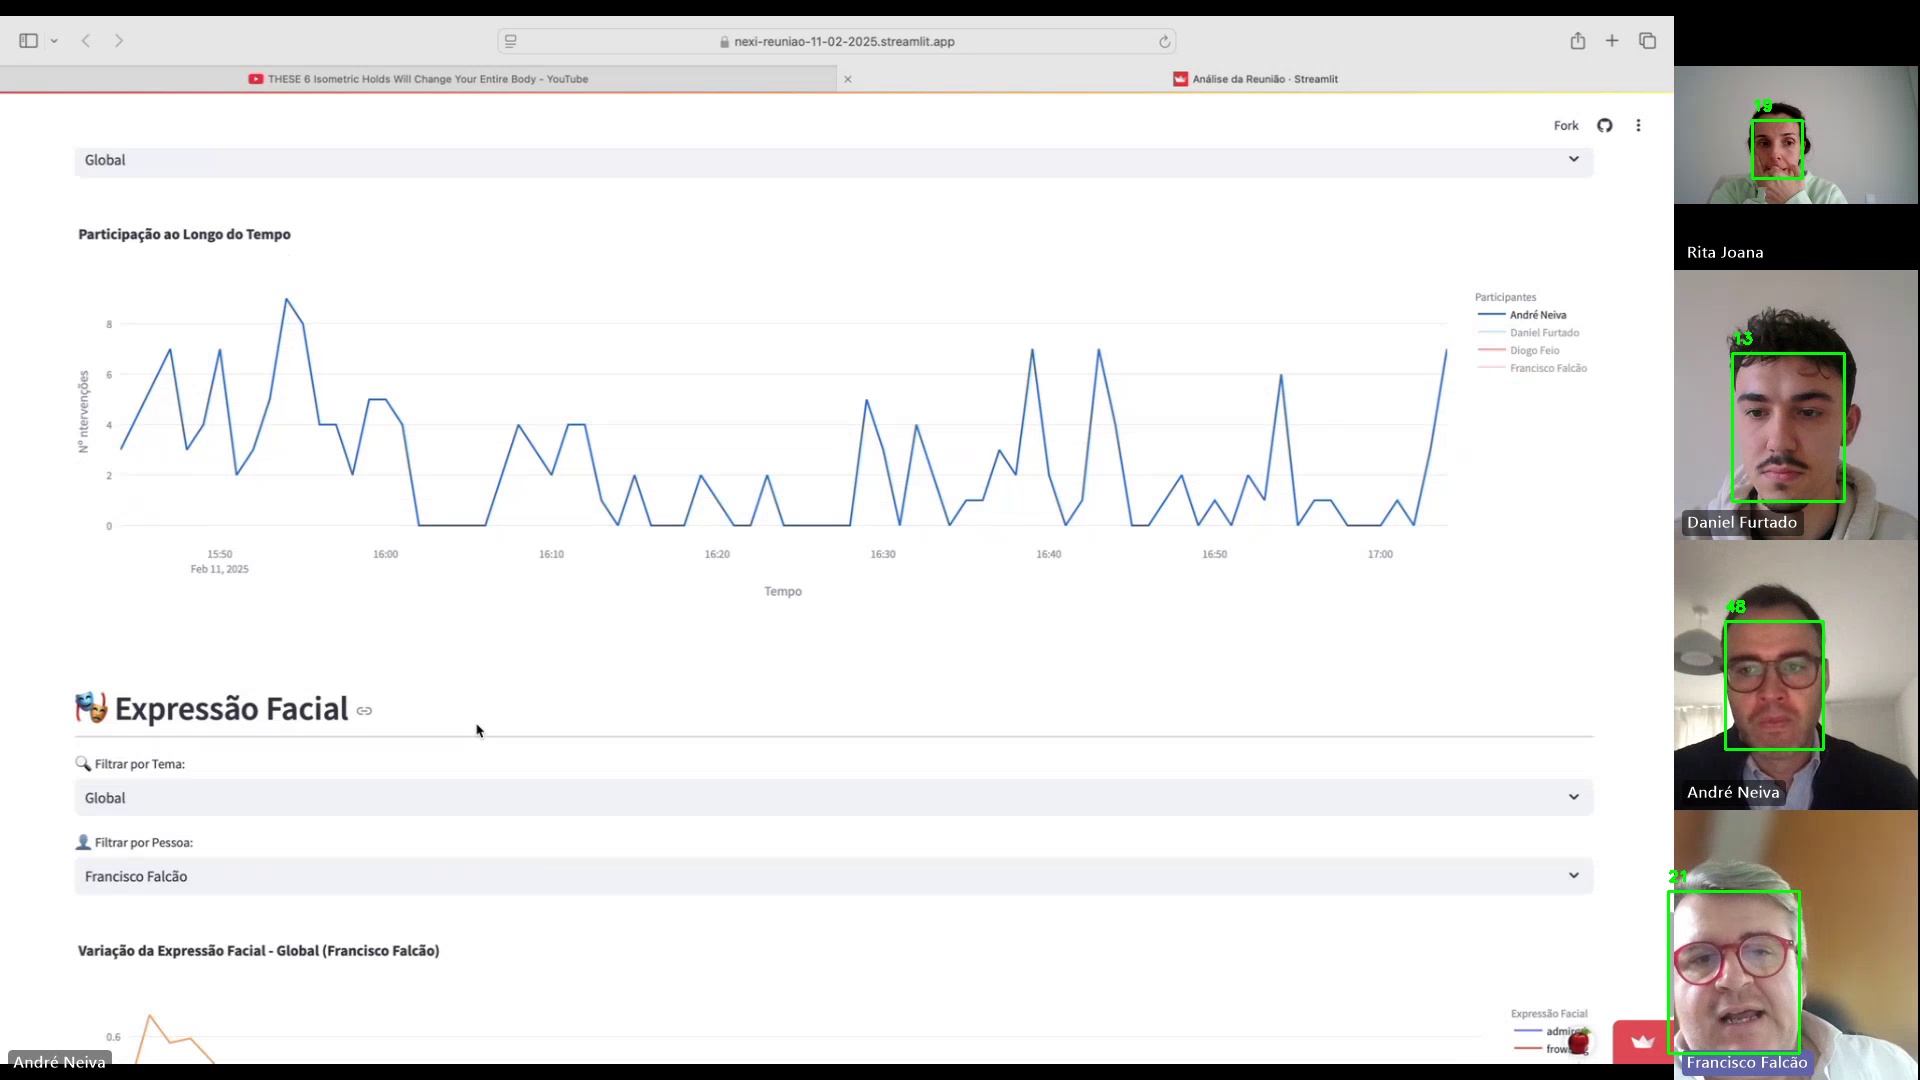 nexi-reuniao-11-02-2025.streamlit.app
THESE 6 Isometric Holds Will Change Your Entire Body - YouTube
Análise da Reunião · Streamlit
Fork
Global
Participação ao Longo do Tempo
Nº ntervenções
8
6
4
2
0
15:50
Feb 11, 2025
16:00
16:10
16:20
16:30
16:40
16:50
17:00
Tempo
Participantes
André Neiva
Daniel Furtado
Diogo Feio
Francisco Falcão
Expressão Facial
Filtrar por Tema:
Global
Filtrar por Pessoa:
Francisco Falcão
Variação da Expressão Facial - Global (Francisco Falcão)
0.6
Expressão Facial
André Neiva
19
Rita Joana
13
Daniel Furtado
48
André Neiva
21
Francisco Falcão